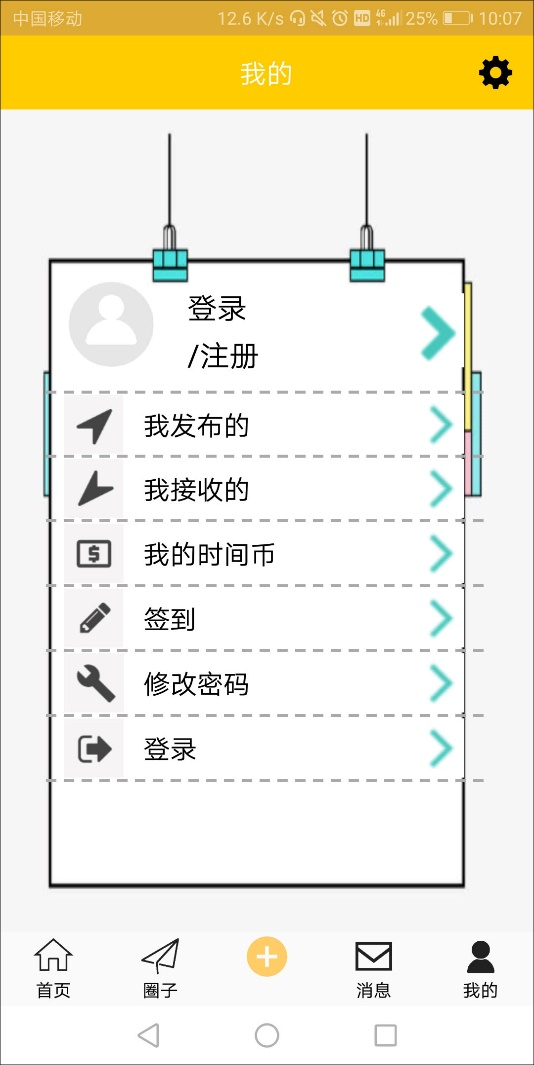 中国移动 12.6 K/s HD 4G 25% 10:07
我的
登录
/注册
我发布的
我接收的
我的时间币
签到
修改密码
登录
首页 圈子 消息 我的